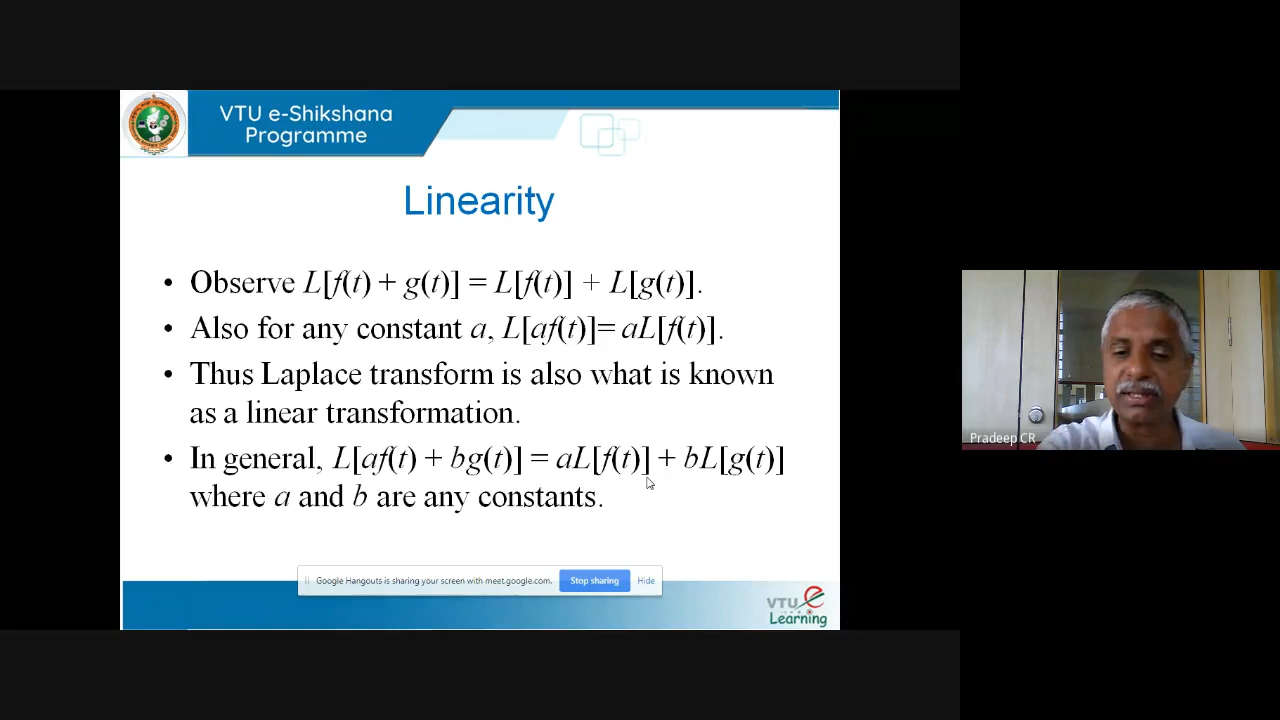 VTU e-Shikshana
Programme
Linearity
• Observe L[f(t) + g(t)] = L[f(t)] + L[g(t)].
• Also for any constant a, L[af(t)]= aL[f(t)].
• Thus Laplace transform is also what is known
as a linear transformation.
• In general, L[af(t) + bg(t)] = aL[f(t)] + bL[g(t)]
where a and b are any constants.
Pradeep CR
Google Hangouts is sharing your screen with meet.google.com.
Stop sharing
Hide
VTU e
Learning